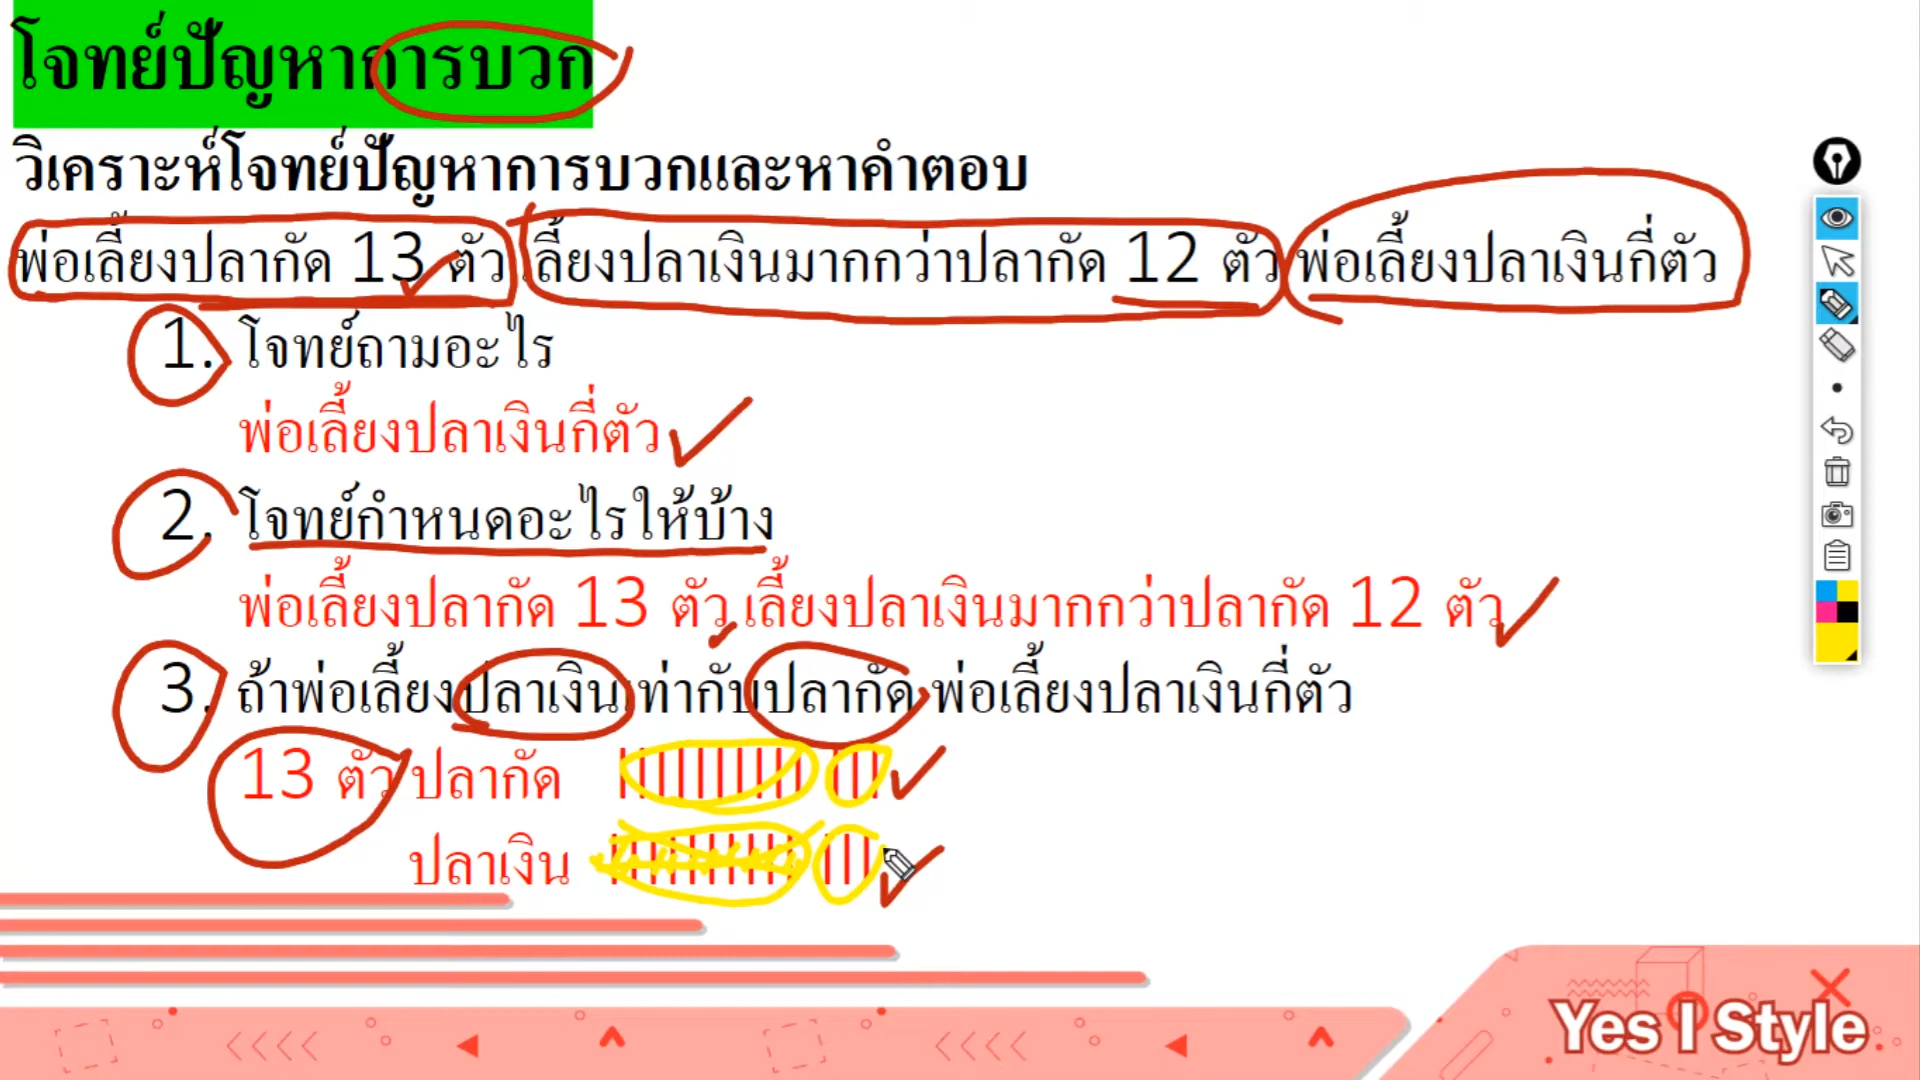 โจทย์ปัญหาการบวก
วิเคราะห์โจทย์ปัญหาการบวกและหาคำตอบ
พ่อเลี้ยงปลากัด 13 ตัว เลี้ยงปลาเงินมากกว่าปลากัด 12 ตัว พ่อเลี้ยงปลาเงินกี่ตัว
1. โจทย์ถามอะไร
พ่อเลี้ยงปลาเงินกี่ตัว
2. โจทย์กำหนดอะไรให้บ้าง
พ่อเลี้ยงปลากัด 13 ตัว เลี้ยงปลาเงินมากกว่าปลากัด 12 ตัว
3. ถ้าพ่อเลี้ยงปลาเงินเท่ากับปลากัด พ่อเลี้ยงปลาเงินกี่ตัว
13 ตัว ปลากัด
ปลาเงิน
Yes I Style